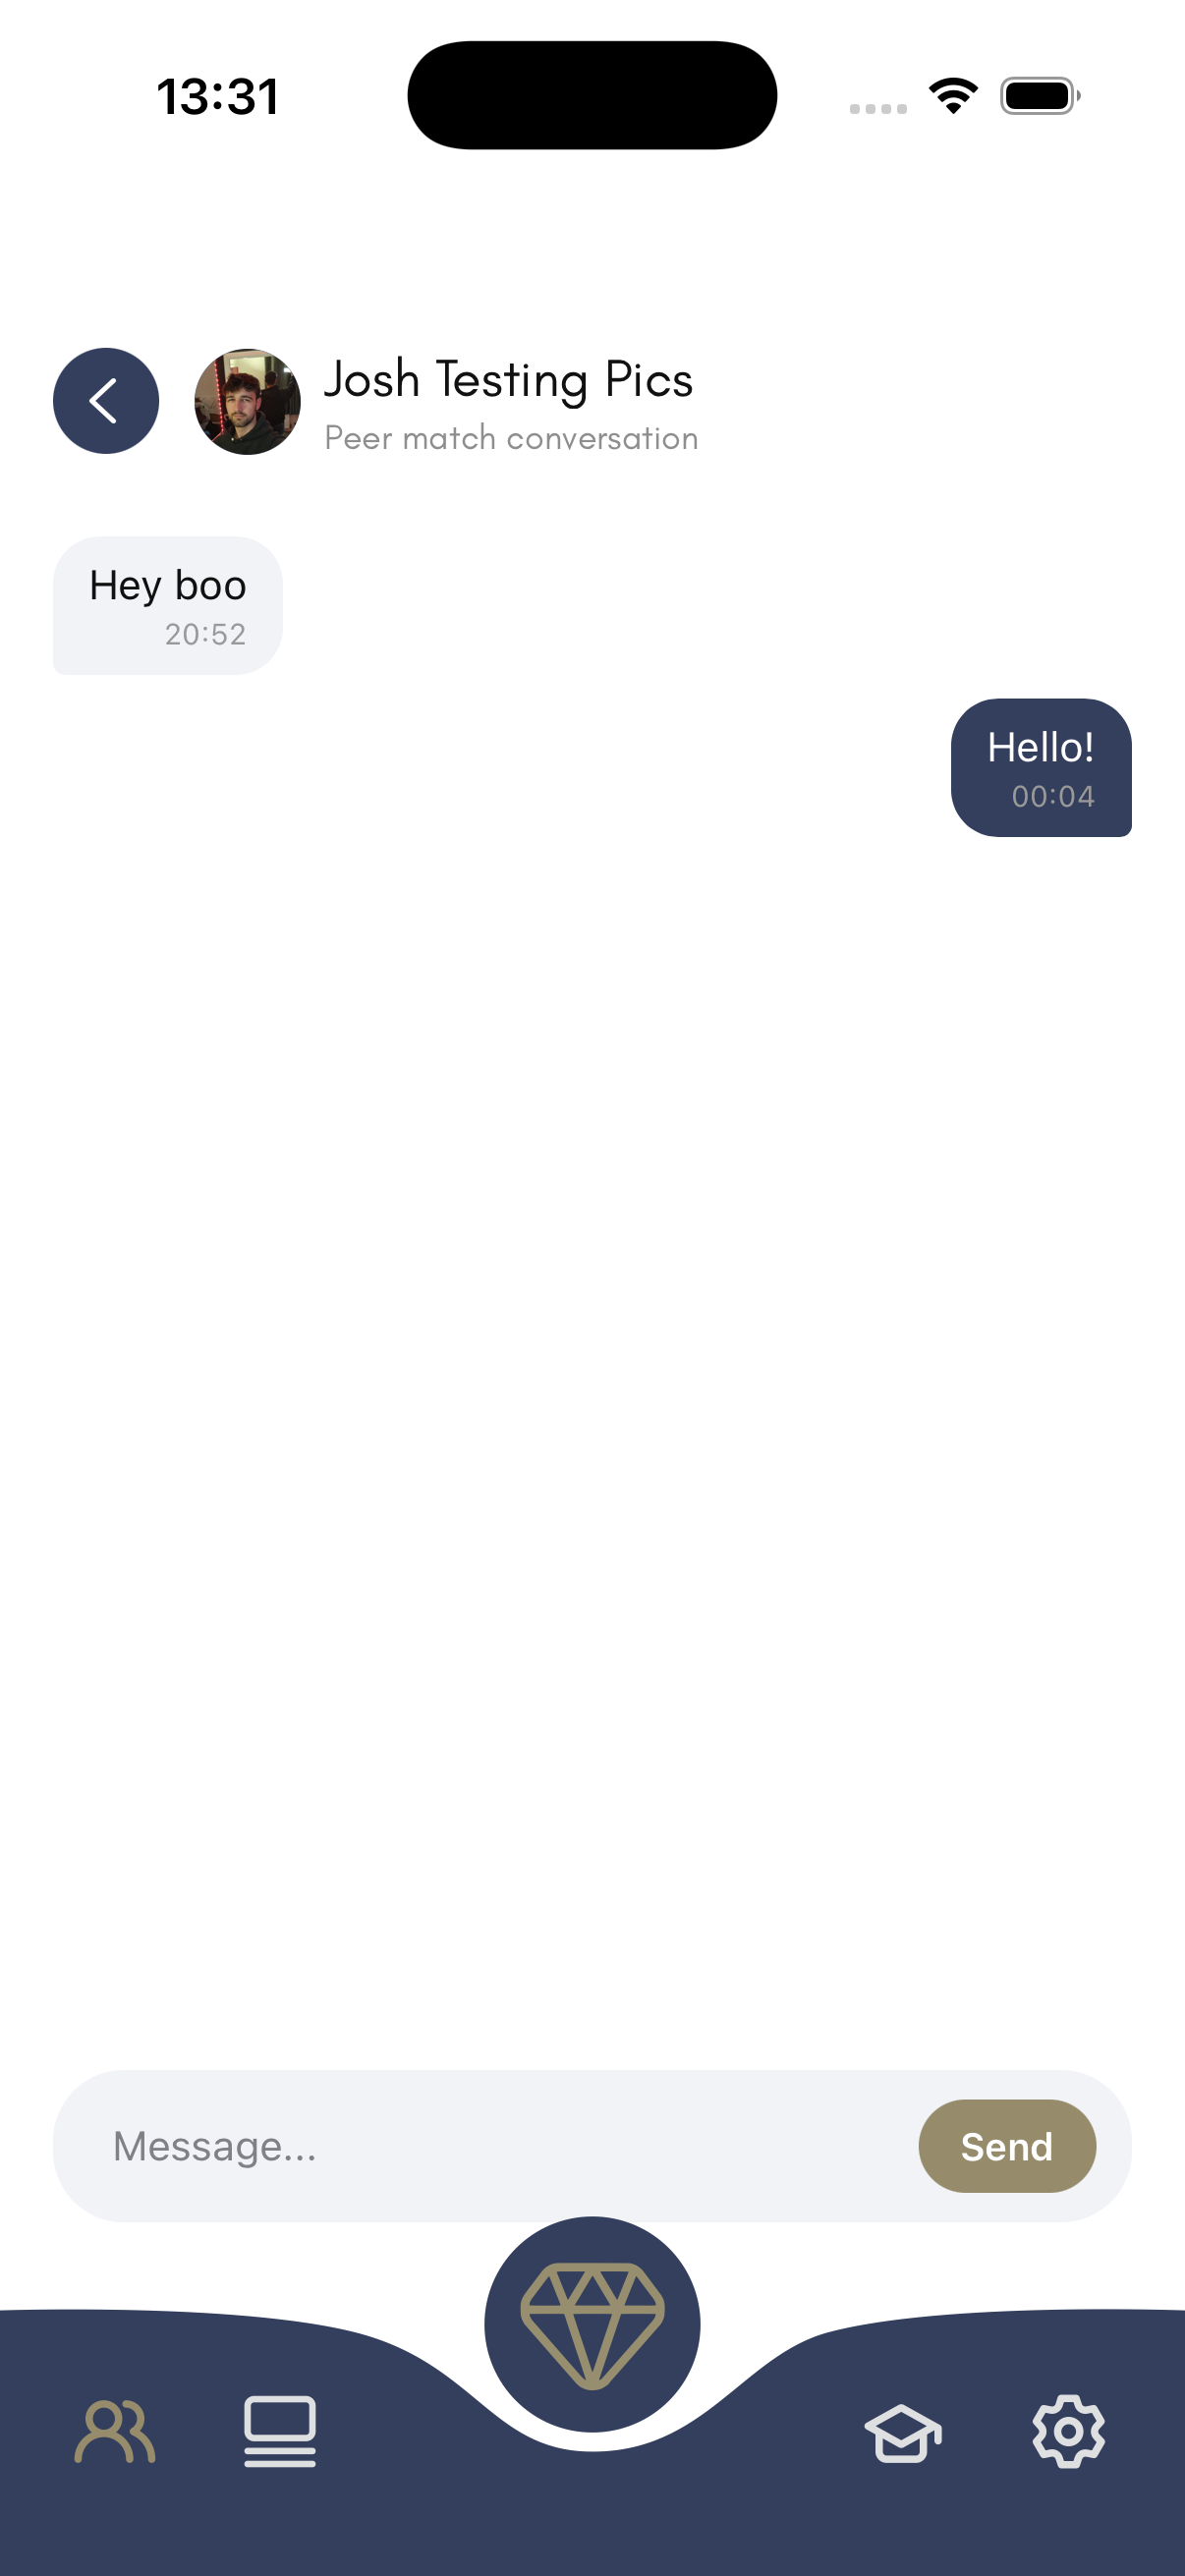 13:31
Josh Testing Pics
Peer match conversation
Hey boo
20:52
Hello!
00:04
Message...
Send